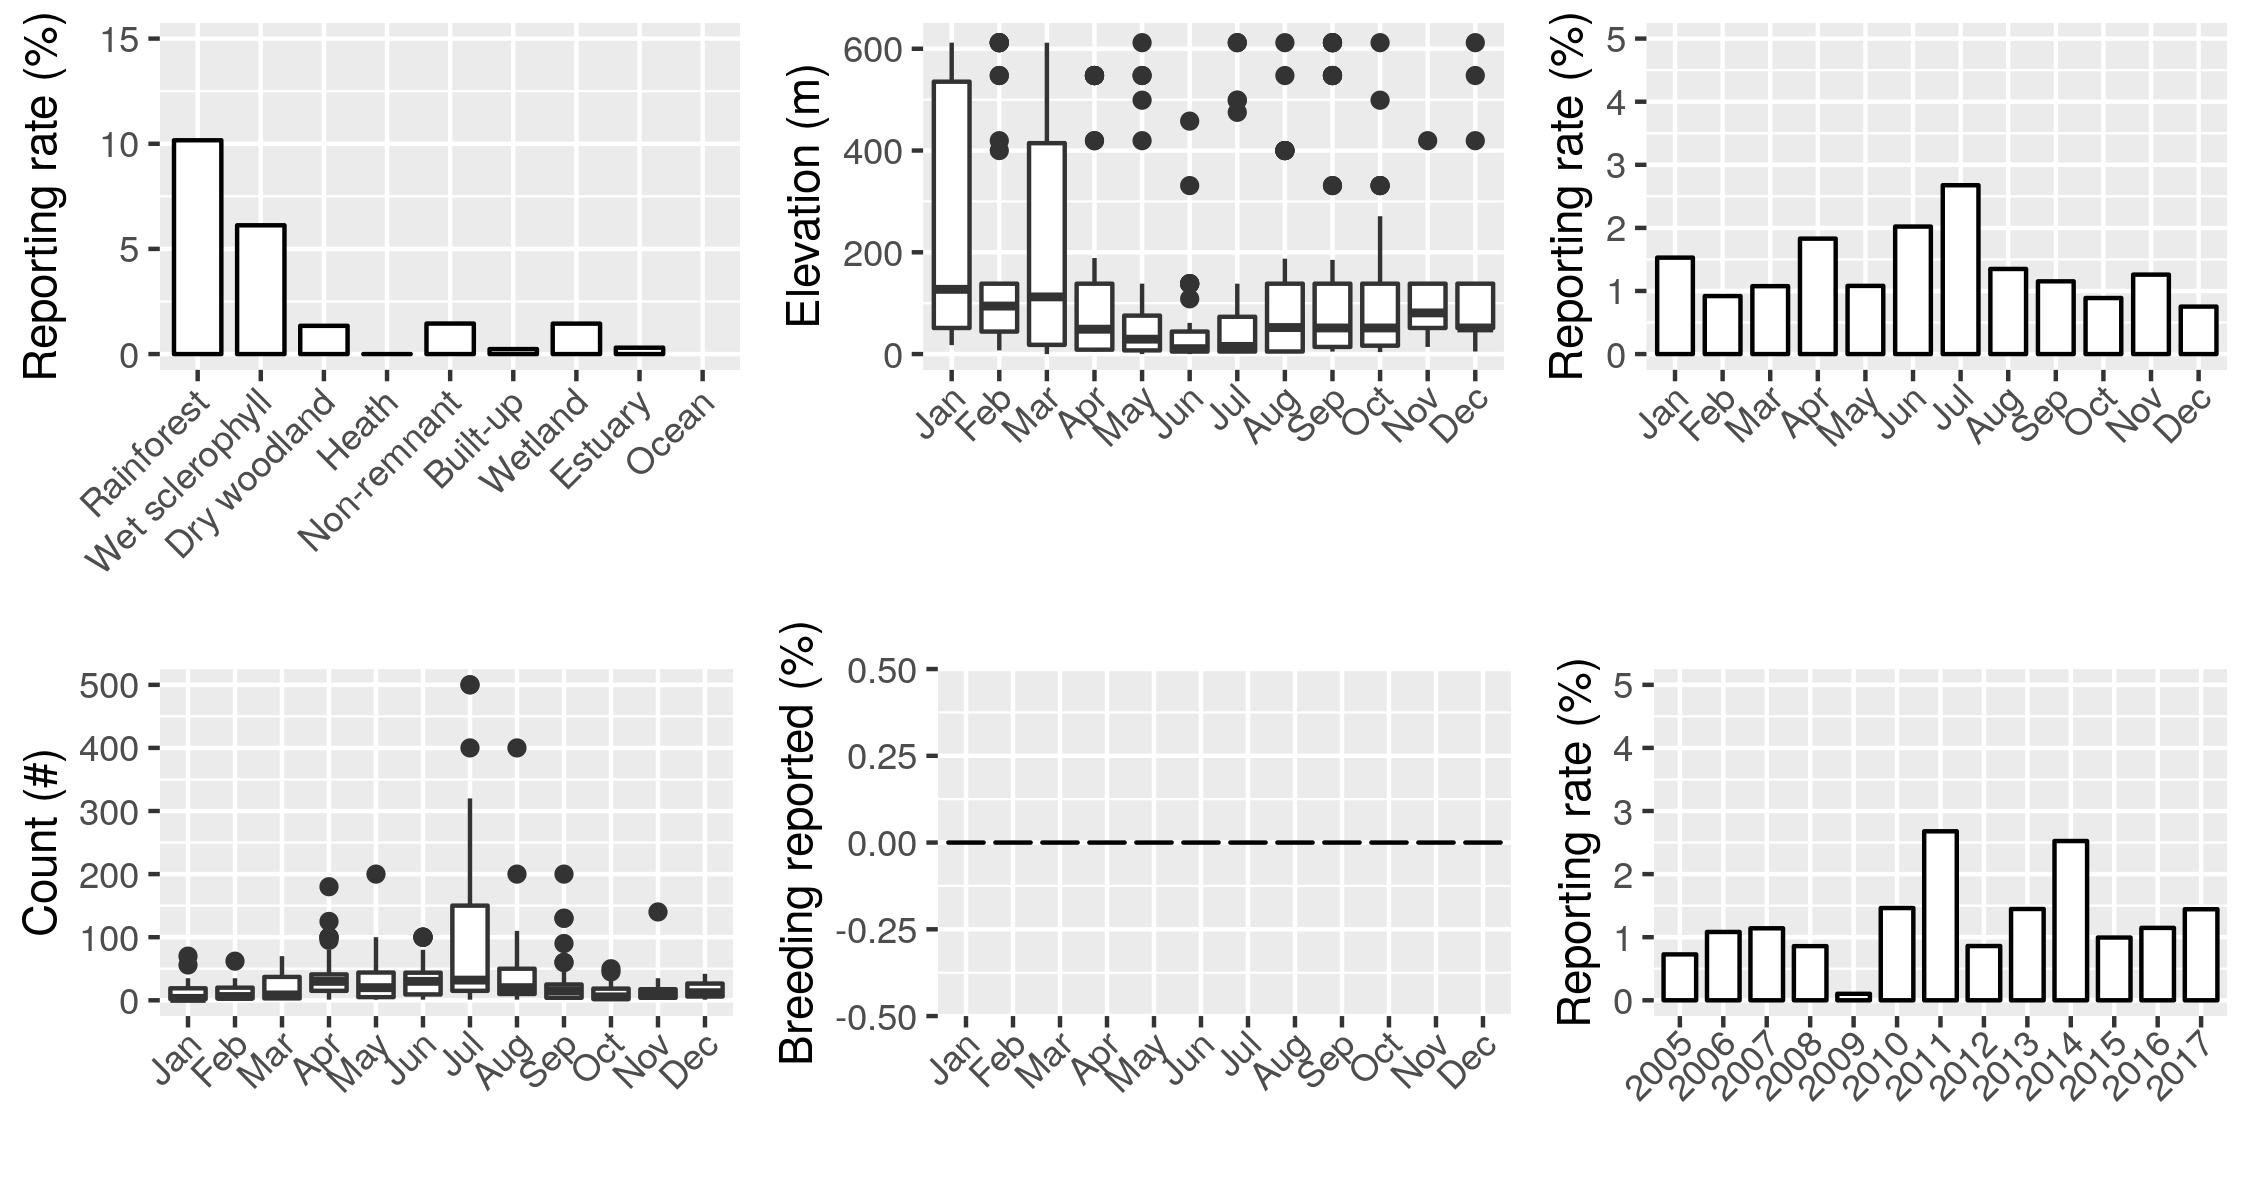 Reporting rate (%)
15
10
5
0
Rainforest
Wet sclerophyll
Dry woodland
Heath
Non-remnant
Built-up
Wetland
Estuary
Ocean
Elevation (m)
600
400
200
0
Jan
Feb
Mar
Apr
May
Jun
Jul
Aug
Sep
Oct
Nov
Dec
Reporting rate (%)
5
4
3
2
1
0
Jan
Feb
Mar
Apr
May
Jun
Jul
Aug
Sep
Oct
Nov
Dec
Count (#)
500
400
300
200
100
0
Jan
Feb
Mar
Apr
May
Jun
Jul
Aug
Sep
Oct
Nov
Dec
Breeding reported (%)
0.50
0.25
0.00
-0.25
-0.50
Jan
Feb
Mar
Apr
May
Jun
Jul
Aug
Sep
Oct
Nov
Dec
Reporting rate (%)
5
4
3
2
1
0
2005
2006
2007
2008
2009
2010
2011
2012
2013
2014
2015
2016
2017